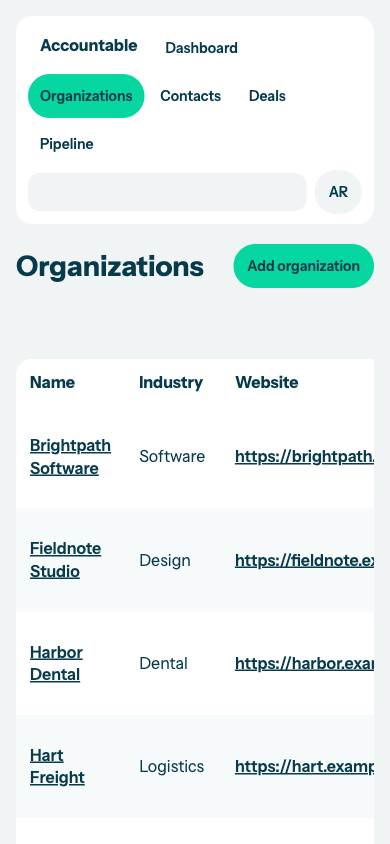 Accountable Dashboard
Organizations Contacts Deals
Pipeline
AR
Organizations Add organization
Name Industry Website
Brightpath
Software
Software https://brightpath.
Fieldnote
Studio
Design https://fieldnote.ex
Harbor
Dental
Dental https://harbor.exar
Hart
Freight
Logistics https://hart.examp